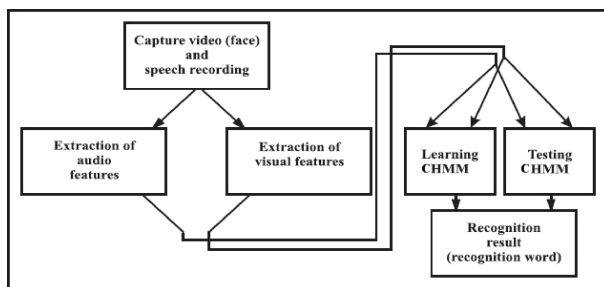 Capture video (face)
and
speech recording
Extraction of
audio
features
Extraction of
visual features
Learning
CHMM
Testing
CHMM
Recognition
result
(recognition word)